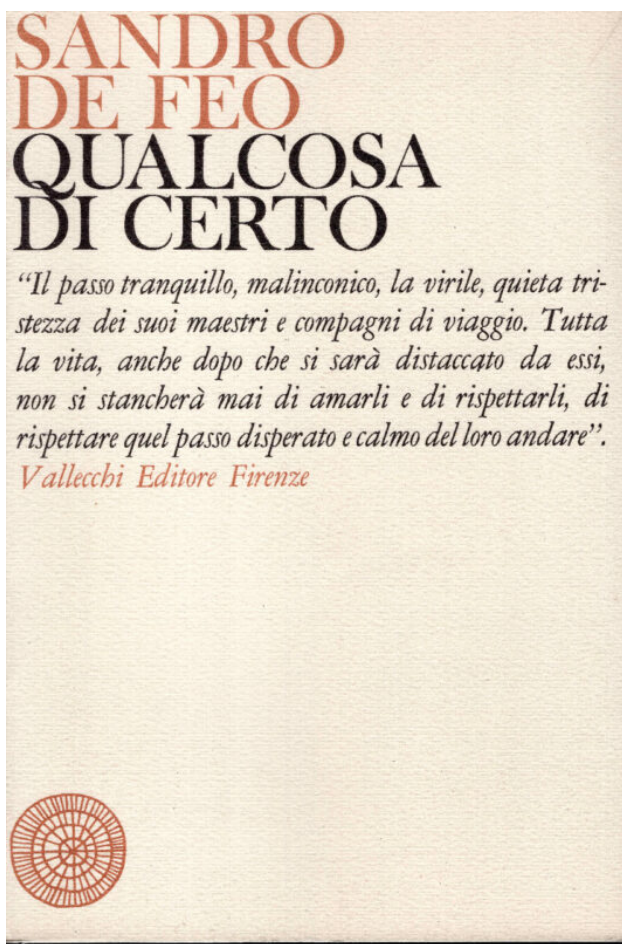 SANDRO
DE FEO
QUALCOSA
DI CERTO
“Il passo tranquillo, malinconico, la virile, quieta tri-
stezza dei suoi maestri e compagni di viaggio. Tutta
la vita, anche dopo che si sarà distaccato da essi,
non si stancherà mai di amarli e di rispettarli, di
rispettare quel passo disperato e calmo del loro andare”.
Vallecchi Editore Firenze